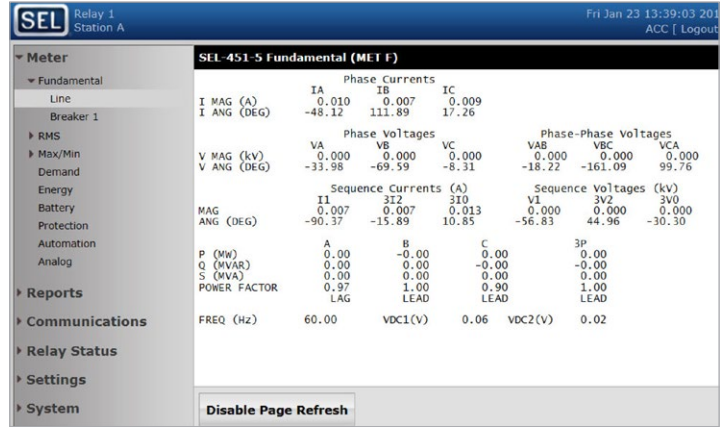 SEL
Relay 1
Station A
Fri Jan 23 13:39:03 201
ACC [ Logout
Meter
Fundamental
Line
Breaker 1
RMS
Max/Min
Demand
Energy
Battery
Protection
Automation
Analog
Reports
Communications
Relay Status
Settings
System
SEL-451-5 Fundamental (MET F)
Phase Currents
IA IB IC
I MAG (A) 0.010 0.007 0.009
I ANG (DEG) -48.12 111.89 17.26
Phase Voltages Phase-Phase Voltages
VA VB VC VAB VBC VCA
V MAG (kV) 0.000 0.000 0.000 0.000 0.000 0.000
V ANG (DEG) -33.98 -69.59 -8.31 -18.22 -161.09 99.76
Sequence Currents (A) Sequence Voltages (kV)
I1 3I2 3I0 V1 3V2 3V0
MAG 0.007 0.007 0.013 0.000 0.000 0.000
ANG (DEG) -90.37 -15.89 10.85 -56.83 44.96 -30.30
A B C 3P
P (MW) 0.00 -0.00 0.00 0.00
Q (MVAR) 0.00 0.00 -0.00 -0.00
S (MVA) 0.00 0.00 0.00 0.00
POWER FACTOR 0.97 1.00 0.90 1.00
LAG LEAD LEAD LEAD
FREQ (Hz) 60.00 VDC1(V) 0.06 VDC2(V) 0.02
Disable Page Refresh